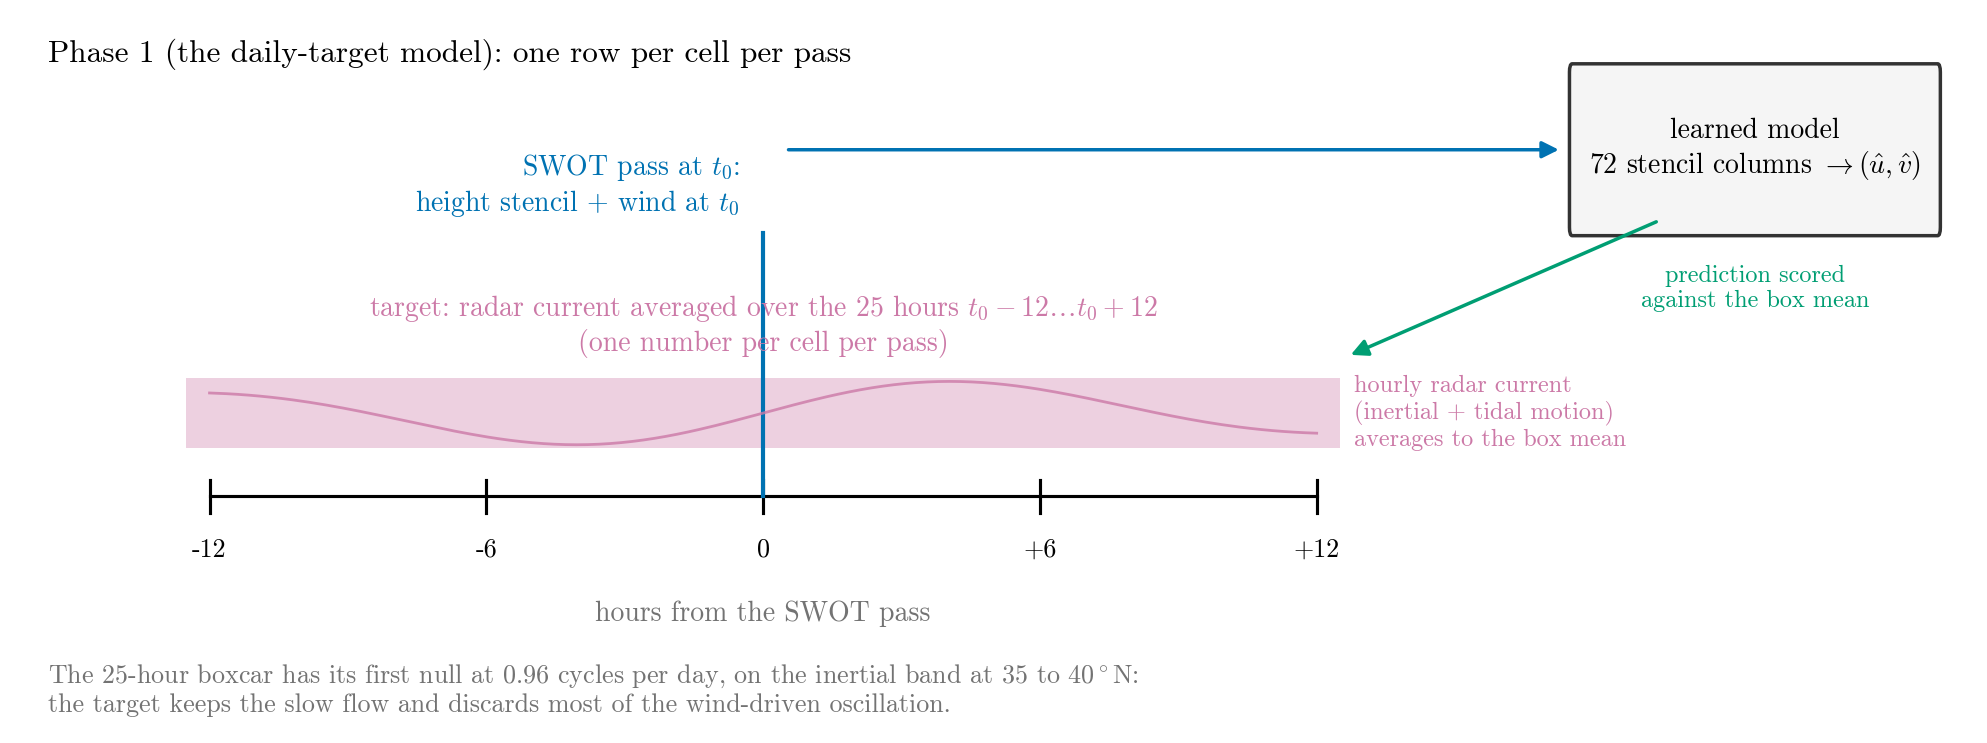 Phase 1 (the daily-target model): one row per cell per pass
learned model
72 stencil columns → (û, v̂)
SWOT pass at t₀:
height stencil + wind at t₀
prediction scored
against the box mean
target: radar current averaged over the 25 hours t₀ − 12…t₀ + 12
(one number per cell per pass)
hourly radar current
(inertial + tidal motion)
averages to the box mean
-12 -6 0 +6 +12
hours from the SWOT pass
The 25-hour boxcar has its first null at 0.96 cycles per day, on the inertial band at 35 to 40°N:
the target keeps the slow flow and discards most of the wind-driven oscillation.